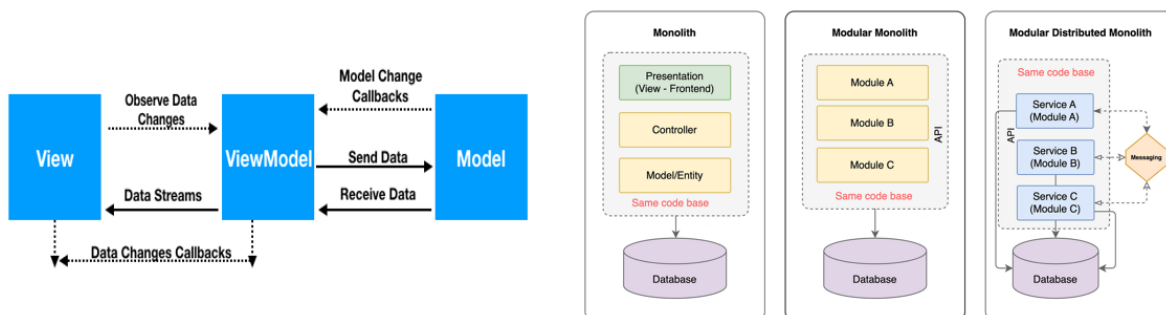 View
Observe Data
Changes
Data Streams
ViewModel
Model Change
Callbacks
Send Data
Receive Data
Model
Data Changes Callbacks
Monolith
Presentation
(View - Frontend)
Controller
Model/Entity
Same code base
Database
Modular Monolith
Module A
Module B
Module C
API
Same code base
Database
Modular Distributed Monolith
Same code base
Service A
(Module A)
Service B
(Module B)
Service C
(Module C)
API
Messaging
Database